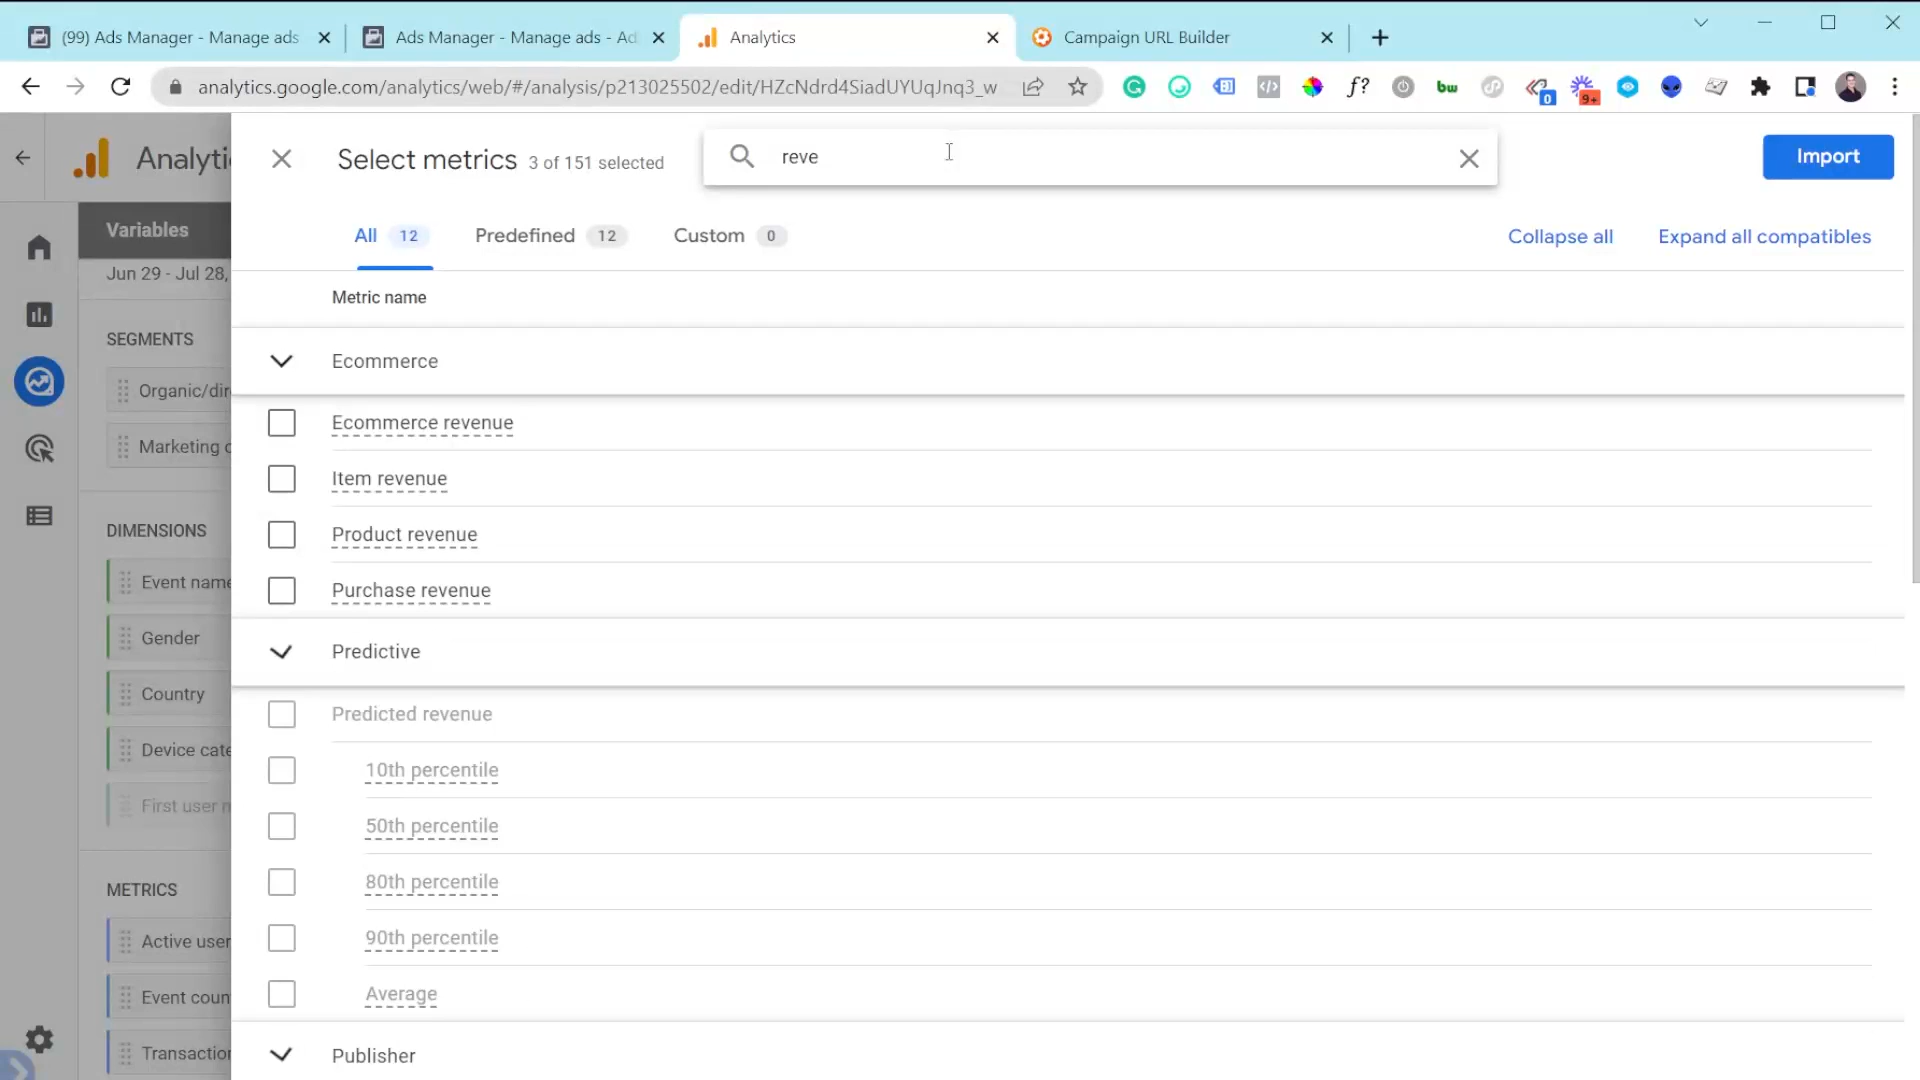 (99) Ads Manager - Manage ads
Ads Manager - Manage ads - Ad
Analytics
Campaign URL Builder
analytics.google.com/analytics/web/#/analysis/p213025502/edit/HZcNdrd4SiadUYUqJnq3_w
f?
bw
0
9+
Analyti
Select metrics 3 of 151 selected
reve
Import
Variables
All 12
Predefined 12
Custom 0
Collapse all
Expand all compatibles
Jun 29 - Jul 28,
Metric name
SEGMENTS
Ecommerce
Organic/dir
Ecommerce revenue
Marketing c
Item revenue
DIMENSIONS
Product revenue
Event name
Purchase revenue
Gender
Predictive
Country
Predicted revenue
Device cate
10th percentile
First user m
50th percentile
METRICS
80th percentile
Active user
90th percentile
Event coun
Average
Transaction
Publisher